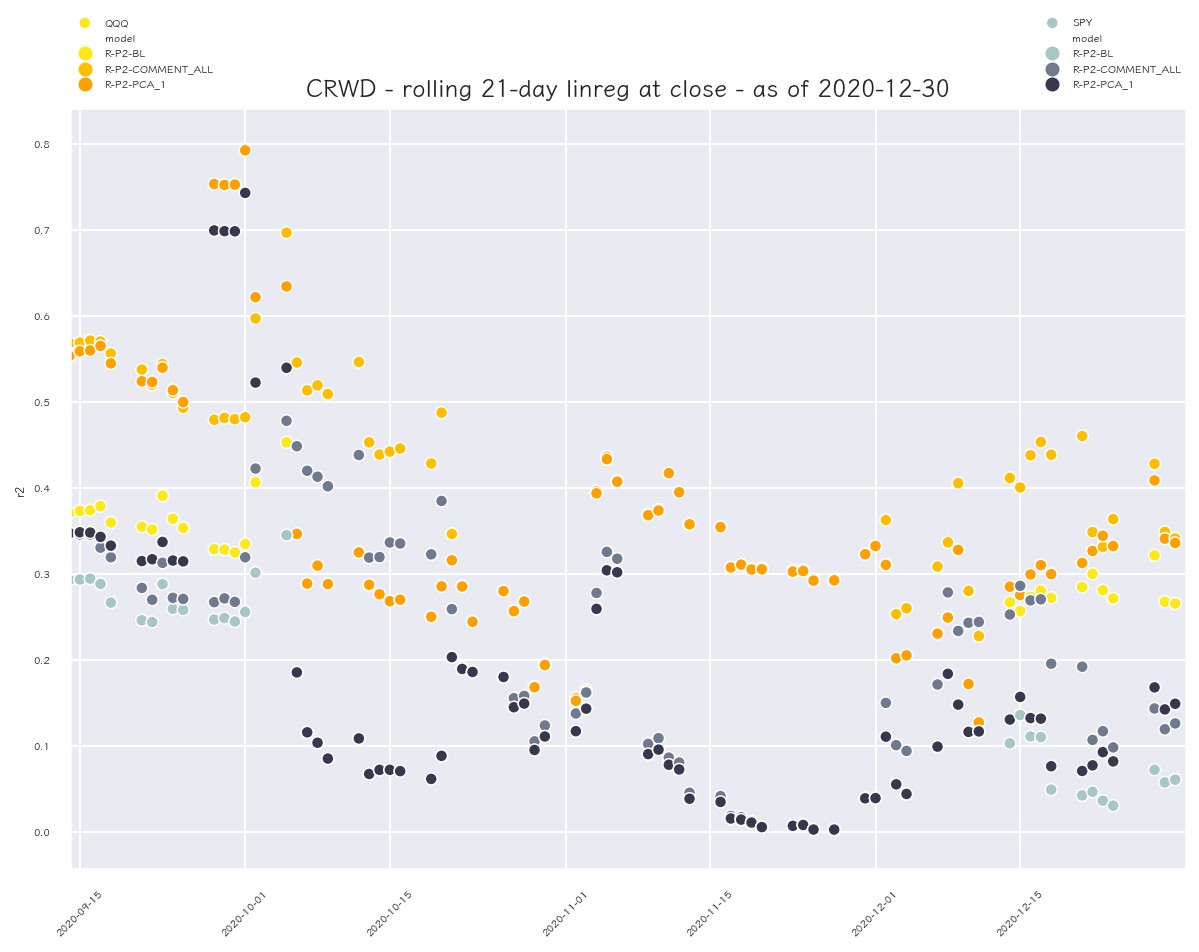 QQQ
model
R-P2-BL
R-P2-COMMENT_ALL
R-P2-PCA_1
SPY
model
R-P2-BL
R-P2-COMMENT_ALL
R-P2-PCA_1
CRWD - rolling 21-day linreg at close - as of 2020-12-30
0.8
0.7
0.6
0.5
0.4
0.3
0.2
0.1
0.0
r2
2020-09-15
2020-10-01
2020-10-15
2020-11-01
2020-11-15
2020-12-01
2020-12-15